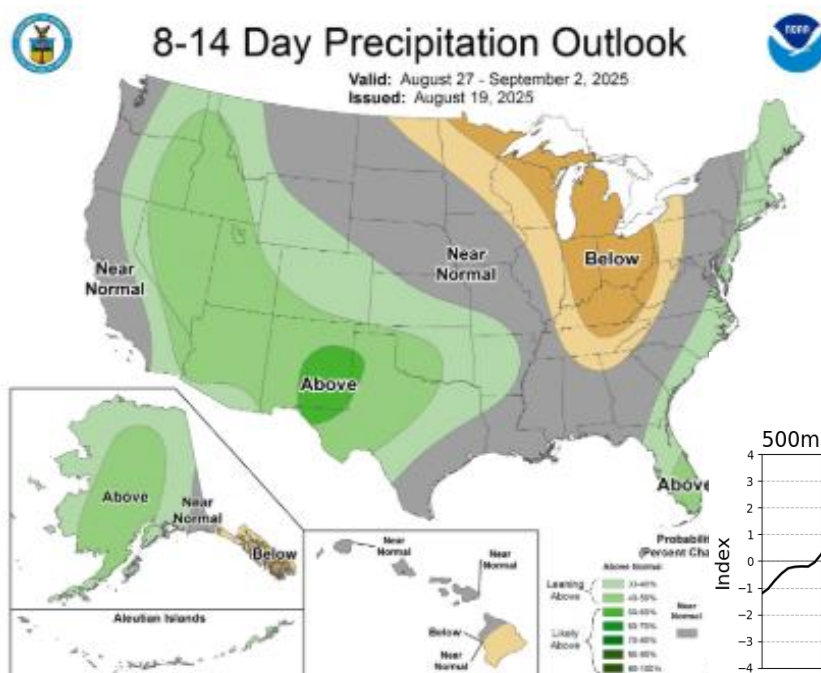 8-14 Day Precipitation Outlook
NOAA
Valid: August 27 - September 2, 2025
Issued: August 19, 2025
Near
Normal
Near
Normal
Below
Above
Above
Above
Near
Normal
Below
Aleutian Islands
Near
Normal
Near
Normal
Below
Near
Normal
Probabilit
(Percent Cha
Above Normal
Leaning
Above
33-40%
40-50%
Likely
Above
50-60%
60-70%
70-80%
80-90%
90-100%
Near
Normal
500m
Index
4
3
2
1
0
−1
−2
−3
−4